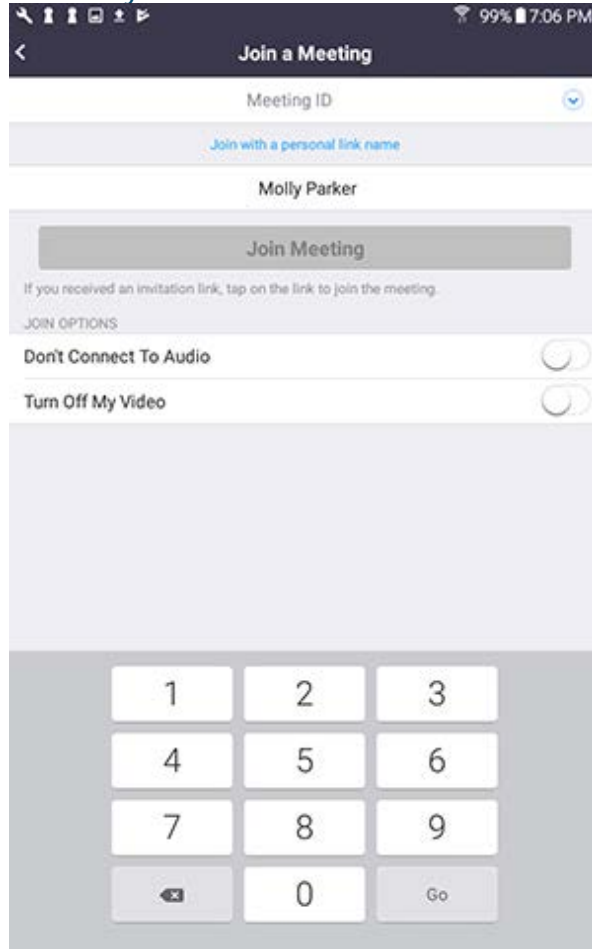 99% 7:06 PM
Join a Meeting
Meeting ID
Join with a personal link name
Molly Parker
Join Meeting
If you received an invitation link, tap on the link to join the meeting.
JOIN OPTIONS
Don't Connect To Audio
Turn Off My Video
1 2 3
4 5 6
7 8 9
0 Go